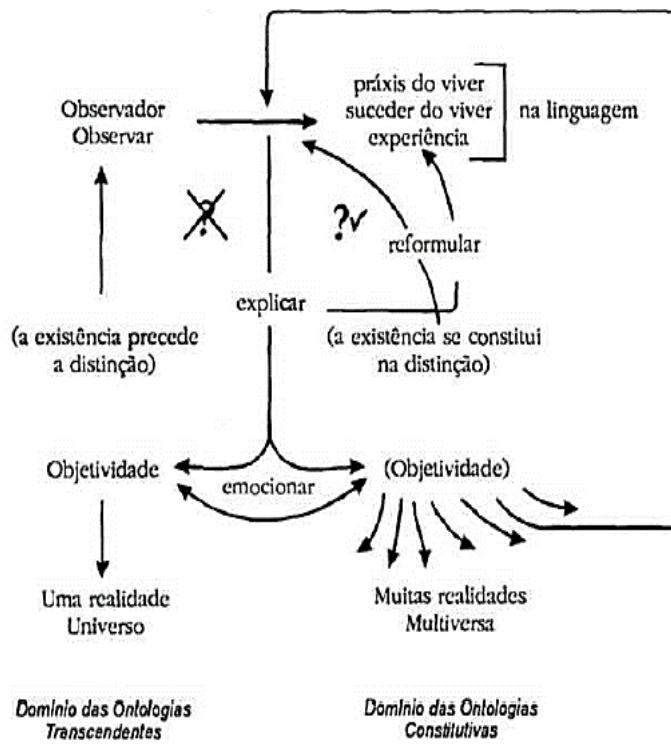 Observador
Observar
práxis do viver
suceder do viver
experiência
na linguagem
?
?
reformular
explicar
(a existência precede
a distinção)
(a existência se constitui
na distinção)
Objetividade
emocionar
(Objetividade)
Uma realidade
Universo
Muitas realidades
Multiversa
Domínio das Ontologias
Transcendentes
Domínio das Ontologias
Constitutivas